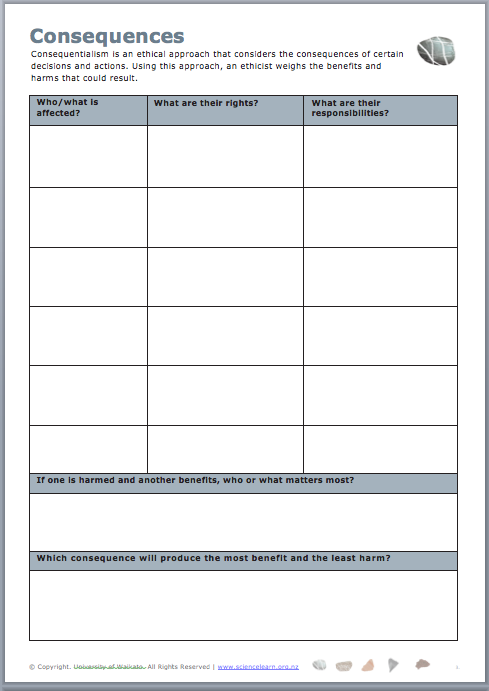 Consequences
Consequentialism is an ethical approach that considers the consequences of certain
decisions and actions. Using this approach, an ethicist weighs the benefits and
harms that could result.
Who/what is
affected?
What are their rights?
What are their
responsibilities?
If one is harmed and another benefits, who or what matters most?
Which consequence will produce the most benefit and the least harm?
© Copyright. University of Waikato. All Rights Reserved | www.sciencelearn.org.nz